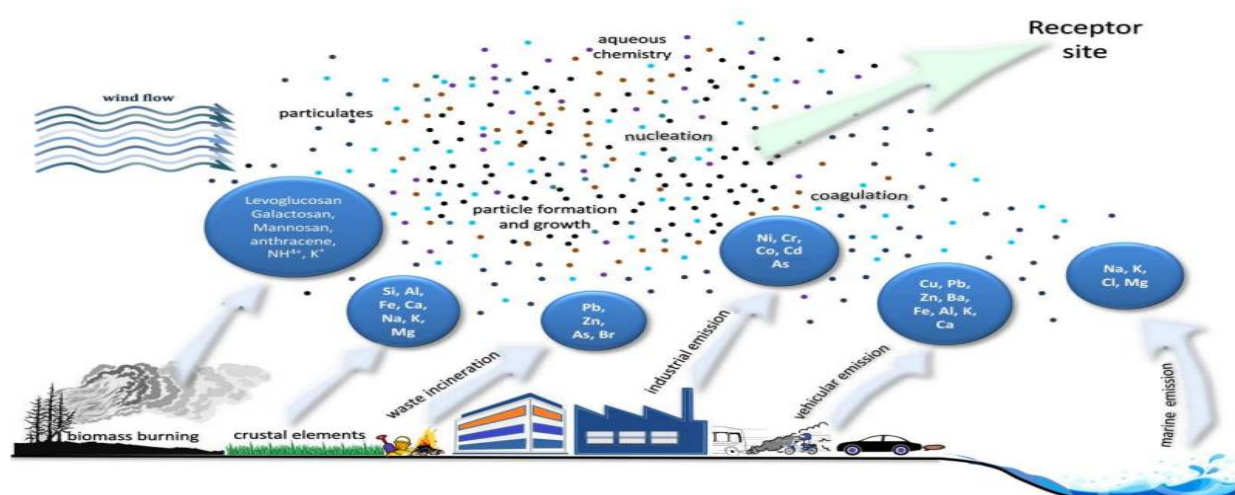 aqueous
chemistry
Receptor
site
wind flow
particulates
nucleation
coagulation
particle formation
and growth
Levoglucosan
Galactosan,
Mannosan,
anthracene,
NH⁴⁺, K⁺
Si, Al,
Fe, Ca,
Na, K,
Mg
Pb,
Zn,
As, Br
Ni, Cr,
Co, Cd
As
Cu, Pb,
Zn, Ba,
Fe, Al, K,
Ca
Na, K,
Cl, Mg
biomass burning
crustal elements
waste incineration
industrial emission
vehicular emission
marine emission